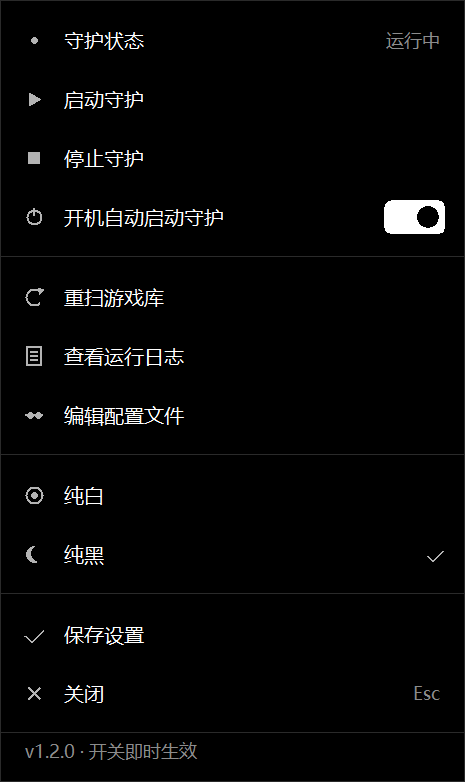 守护状态 运行中
启动守护
停止守护
开机自动启动守护
重扫游戏库
查看运行日志
编辑配置文件
纯白
纯黑
保存设置
关闭 Esc
v1.2.0 · 开关即时生效